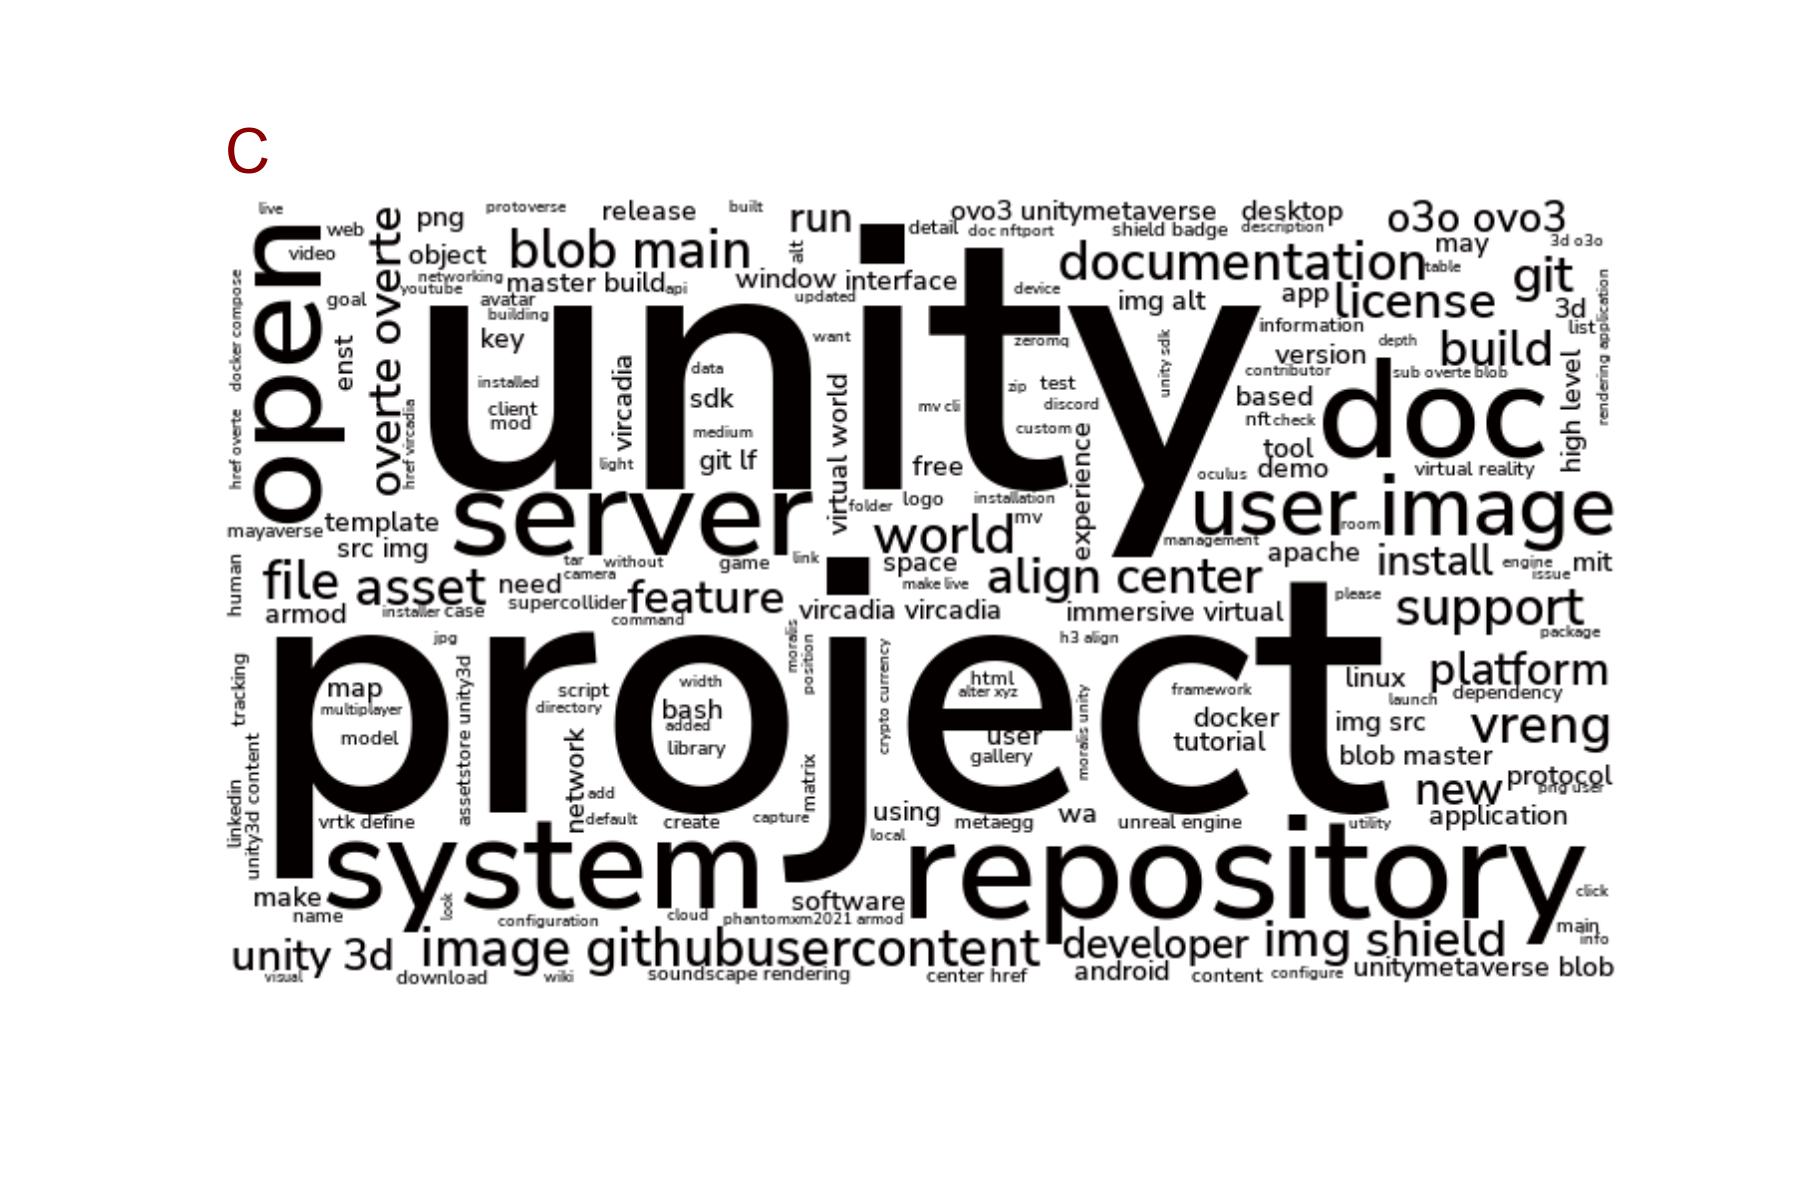 C
live
web
video
png
protoverse
release
built
run
detail
ovo3 unitymetaverse
doc nftport
shield badge
desktop
description
o3o ovo3
may
3d o3o
open
overte overte
object
blob main
alt
documentation
table
git
networking
youtube
master build
api
window
interface
updated
device
img alt
app
license
3d
list
rendering application
docker compose
goal
avatar
building
key
unity
want
zeromq
unity sdk
information
version
depth
build
contributor
sub overte blob
enst
installed
client
mod
vircadia
data
sdk
medium
light
git lf
virtual world
mv cli
zip
test
discord
custom
free
experience
based
nft
check
doc
high level
tool
oculus
demo
virtual reality
href overte
href vircadia
mayaverse
template
src img
server
folder
logo
installation
mv
world
user image
room
management
apache
install
engine
issue
mit
human
file
asset
armod
need
tar
camera
without
game
link
space
make live
align center
installer case
supercollider
command
feature
vircadia vircadia
immersive virtual
please
support
package
jpg
project
moralis
position
h3 align
tracking
map
multiplayer
model
assetstore unity3d
script
directory
width
bash
added
library
crypto currency
html
alter xyz
user
gallery
moralis unity
framework
docker
tutorial
linux
launch
platform
dependency
img src
vreng
blob master
linkedin
unity3d content
network
add
default
vrtk define
create
capture
matrix
using
local
metaegg
wa
unreal engine
utility
new
protocol
png user
application
make
name
system
look
configuration
cloud
software
phantomxm2021 armod
repository
click
main
info
unity 3d
visual
image githubusercontent
download
wiki
soundscape rendering
developer
center href
android
img shield
content
configure
unitymetaverse blob